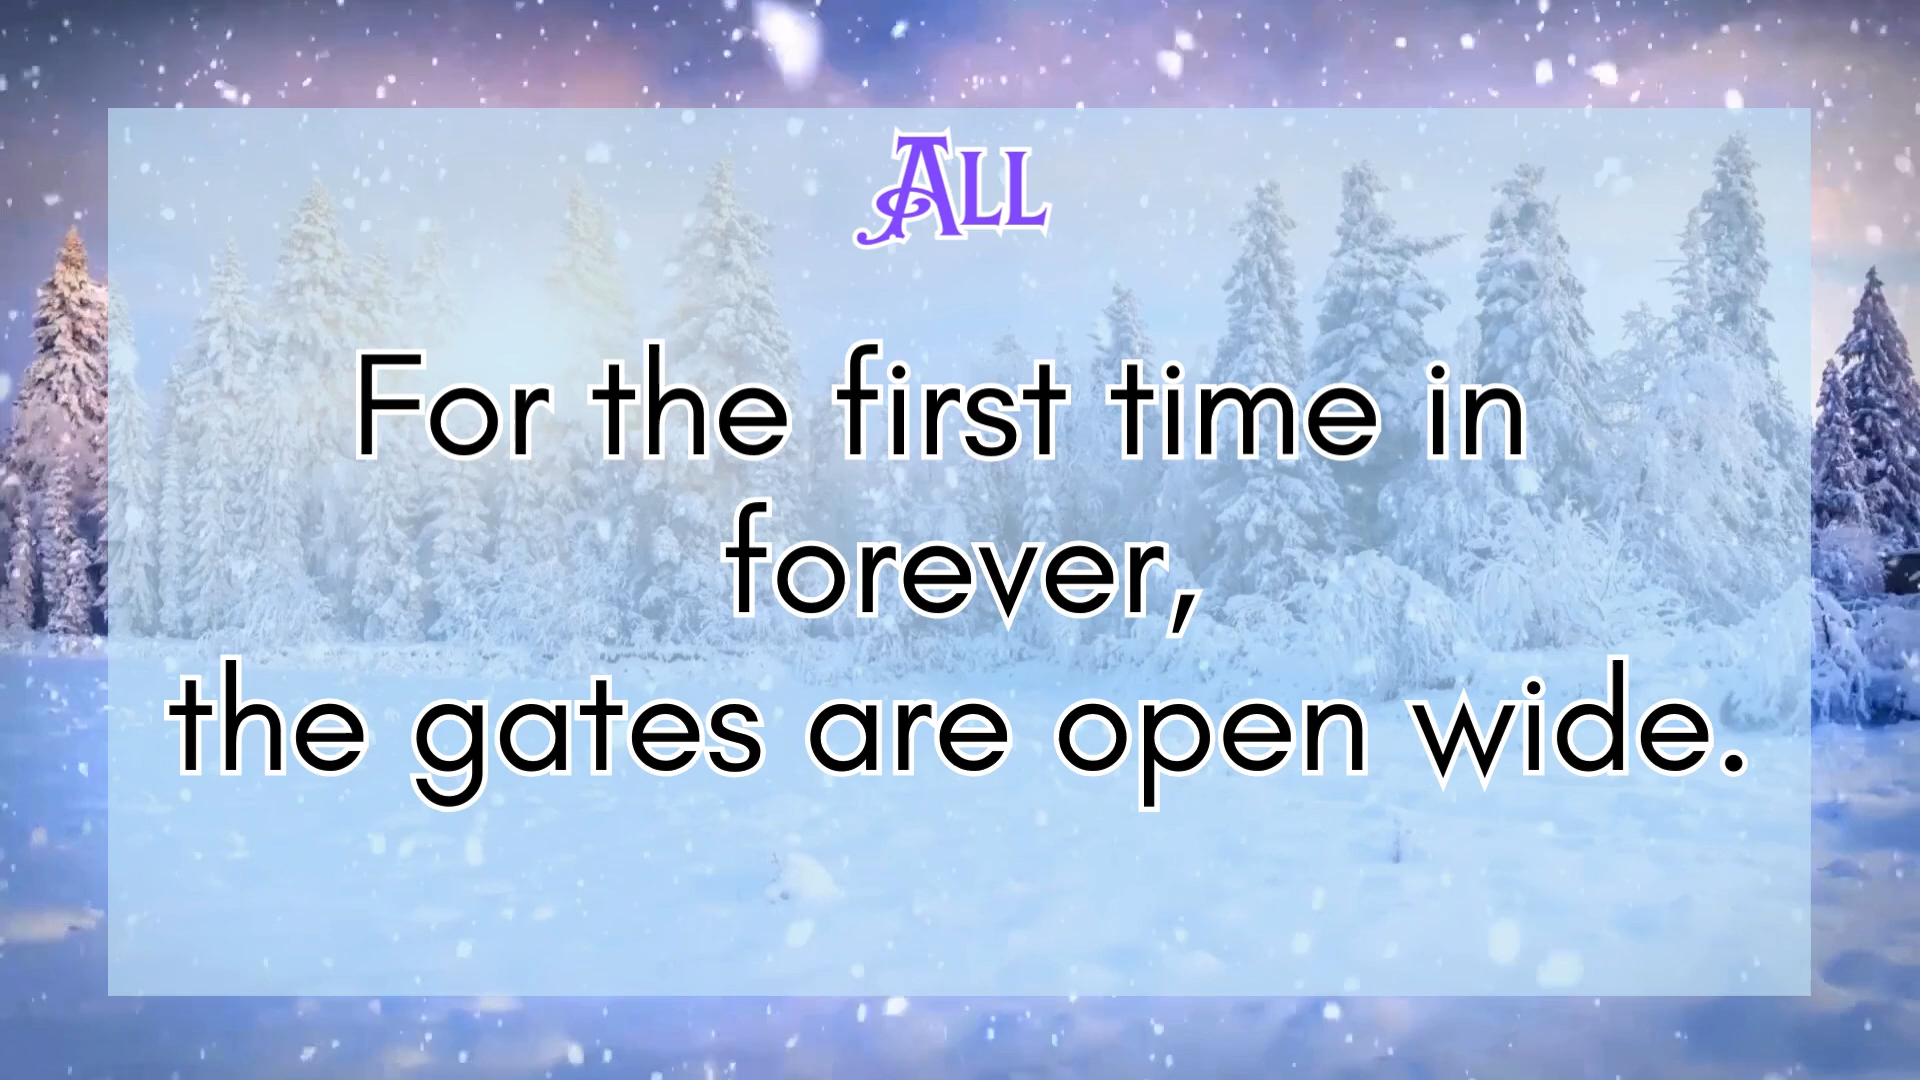 ALL
For the first time in
forever,
the gates are open wide.